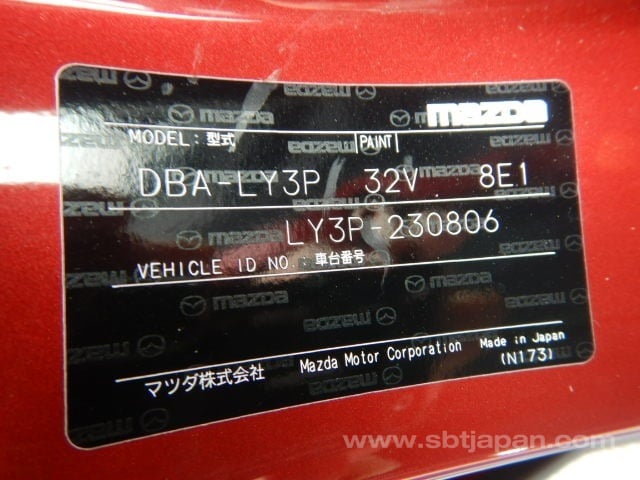 mazda
MODEL: 型式 PAINT
DBA-LY3P 32V 8E1
LY3P-230806
VEHICLE ID NO.: 車台番号
マツダ株式会社 Mazda Motor Corporation Made in Japan
(N173)
www.sbtjapan.com